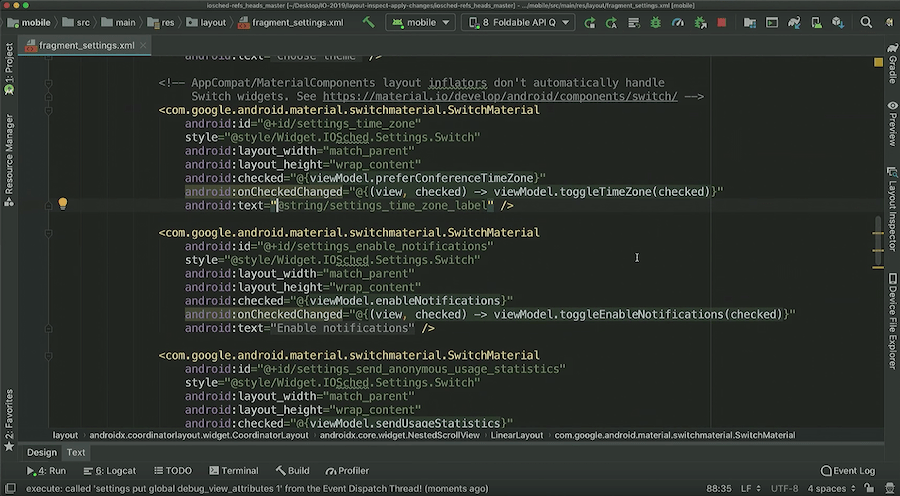 iosched-refs_heads_master [~/Desktop/IO-2019/layout-inspect-apply-changes/iosched-refs_heads_master] - .../mobile/src/main/res/layout/fragment_settings.xml [mobile]
mobile src main res layout fragment_settings.xml mobile 8 Foldable API Q
fragment_settings.xml
1: Project
Resource Manager
2: Favorites
"Choose theme" />
<!-- AppCompat/MaterialComponents layout inflators don't automatically handle
Switch widgets. See https://material.io/develop/android/components/switch/ -->
<com.google.android.material.switchmaterial.SwitchMaterial
android:id="@+id/settings_time_zone"
style="@style/Widget.IOSched.Settings.Switch"
android:layout_width="match_parent"
android:layout_height="wrap_content"
android:checked="@{viewModel.preferConferenceTimeZone}"
android:onCheckedChanged="@{(view, checked) -> viewModel.toggleTimeZone(checked)}"
android:text="@string/settings_time_zone_label" />
<com.google.android.material.switchmaterial.SwitchMaterial
android:id="@+id/settings_enable_notifications"
style="@style/Widget.IOSched.Settings.Switch"
android:layout_width="match_parent"
android:layout_height="wrap_content"
android:checked="@{viewModel.enableNotifications}"
android:onCheckedChanged="@{(view, checked) -> viewModel.toggleEnableNotifications(checked)}"
android:text="Enable notifications" />
<com.google.android.material.switchmaterial.SwitchMaterial
android:id="@+id/settings_send_anonymous_usage_statistics"
style="@style/Widget.IOSched.Settings.Switch"
android:layout_width="match_parent"
android:layout_height="wrap_content"
android:checked="@{viewModel.sendUsageStatistics}"
Gradle
Preview
Layout Inspector
Device File Explorer
layout androidx.coordinatorlayout.widget.CoordinatorLayout androidx.core.widget.NestedScrollView LinearLayout com.google.android.material.switchmaterial.SwitchMaterial
Design Text
4: Run 6: Logcat TODO Terminal Build Profiler Event Log
execute: called 'settings put global debug_view_attributes 1' from the Event Dispatch Thread! (moments ago) 88:35 LF UTF-8 4 spaces